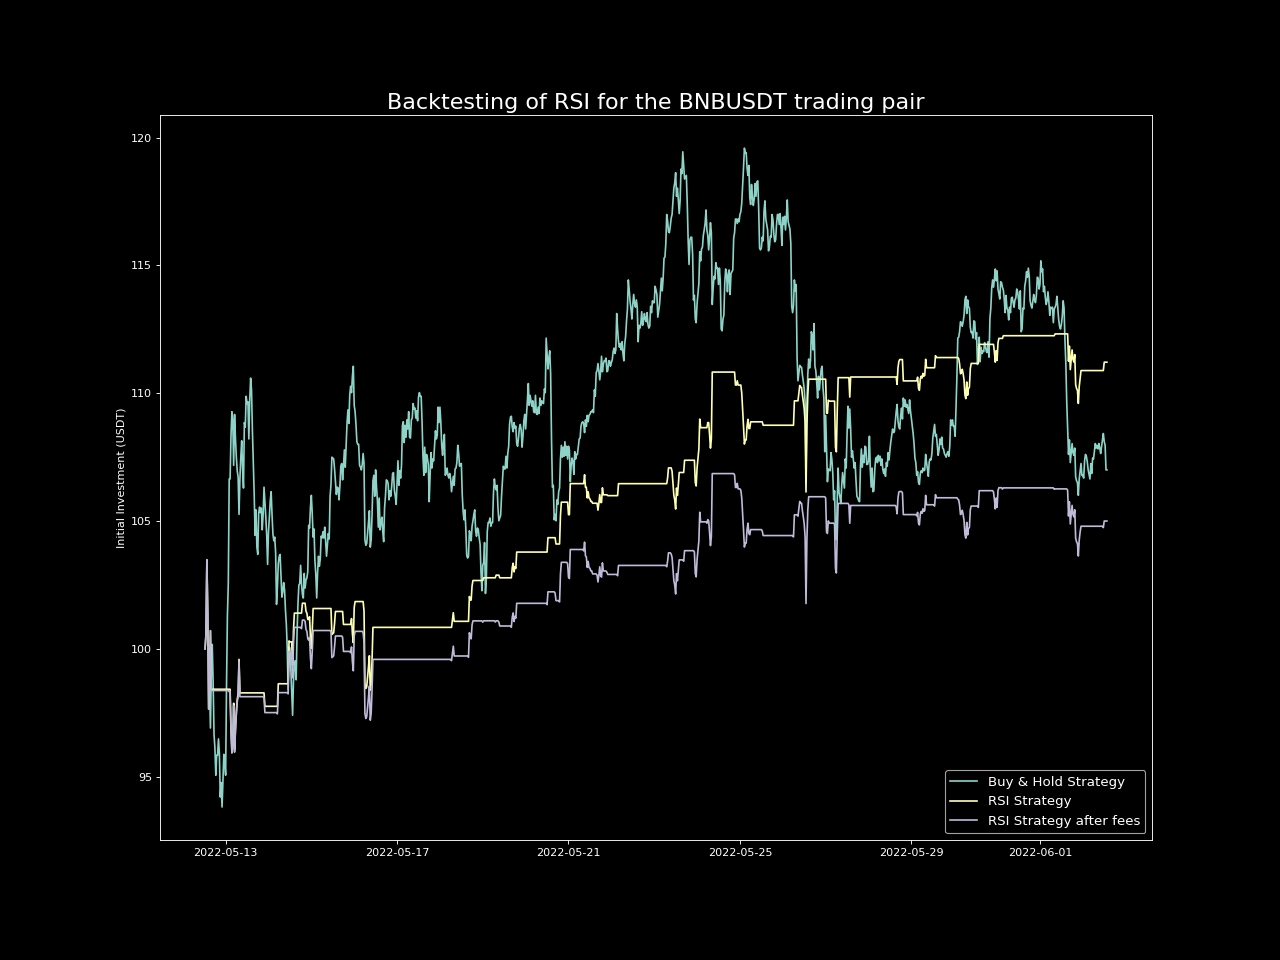 Backtesting of RSI for the BNBUSDT trading pair
Initial Investment (USDT)
120
115
110
105
100
95
2022-05-13
2022-05-17
2022-05-21
2022-05-25
2022-05-29
2022-06-01
Buy & Hold Strategy
RSI Strategy
RSI Strategy after fees